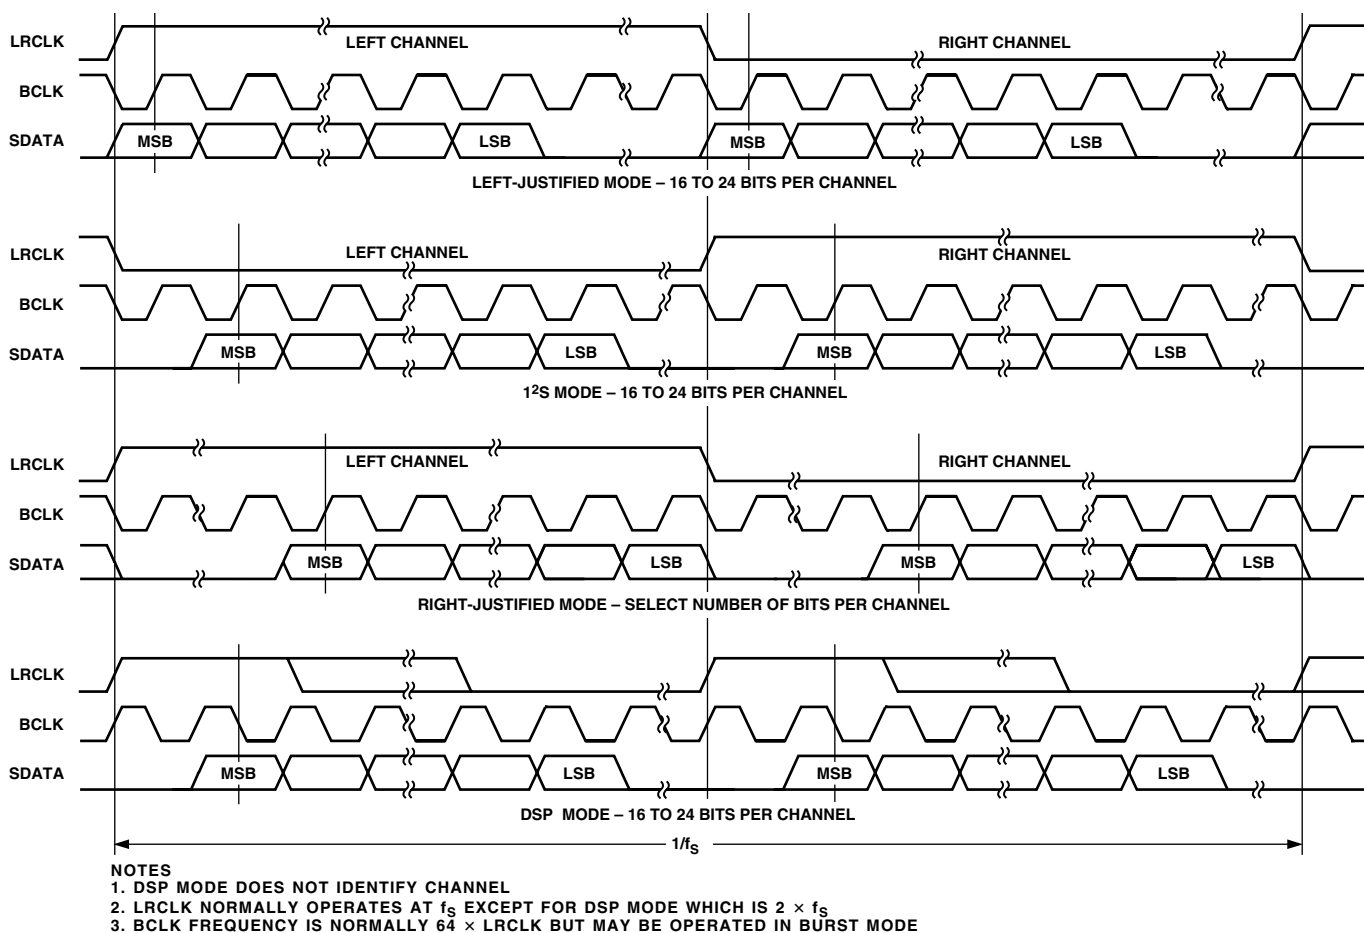 LRCLK LEFT CHANNEL RIGHT CHANNEL
BCLK
SDATA MSB LSB MSB LSB
LEFT-JUSTIFIED MODE – 16 TO 24 BITS PER CHANNEL
LRCLK LEFT CHANNEL RIGHT CHANNEL
BCLK
SDATA MSB LSB MSB LSB
1²S MODE – 16 TO 24 BITS PER CHANNEL
LRCLK LEFT CHANNEL RIGHT CHANNEL
BCLK
SDATA MSB LSB MSB LSB
RIGHT-JUSTIFIED MODE – SELECT NUMBER OF BITS PER CHANNEL
LRCLK
BCLK
SDATA MSB LSB MSB LSB
DSP MODE – 16 TO 24 BITS PER CHANNEL
1/fS
NOTES
1. DSP MODE DOES NOT IDENTIFY CHANNEL
2. LRCLK NORMALLY OPERATES AT fS EXCEPT FOR DSP MODE WHICH IS 2 × fS
3. BCLK FREQUENCY IS NORMALLY 64 × LRCLK BUT MAY BE OPERATED IN BURST MODE